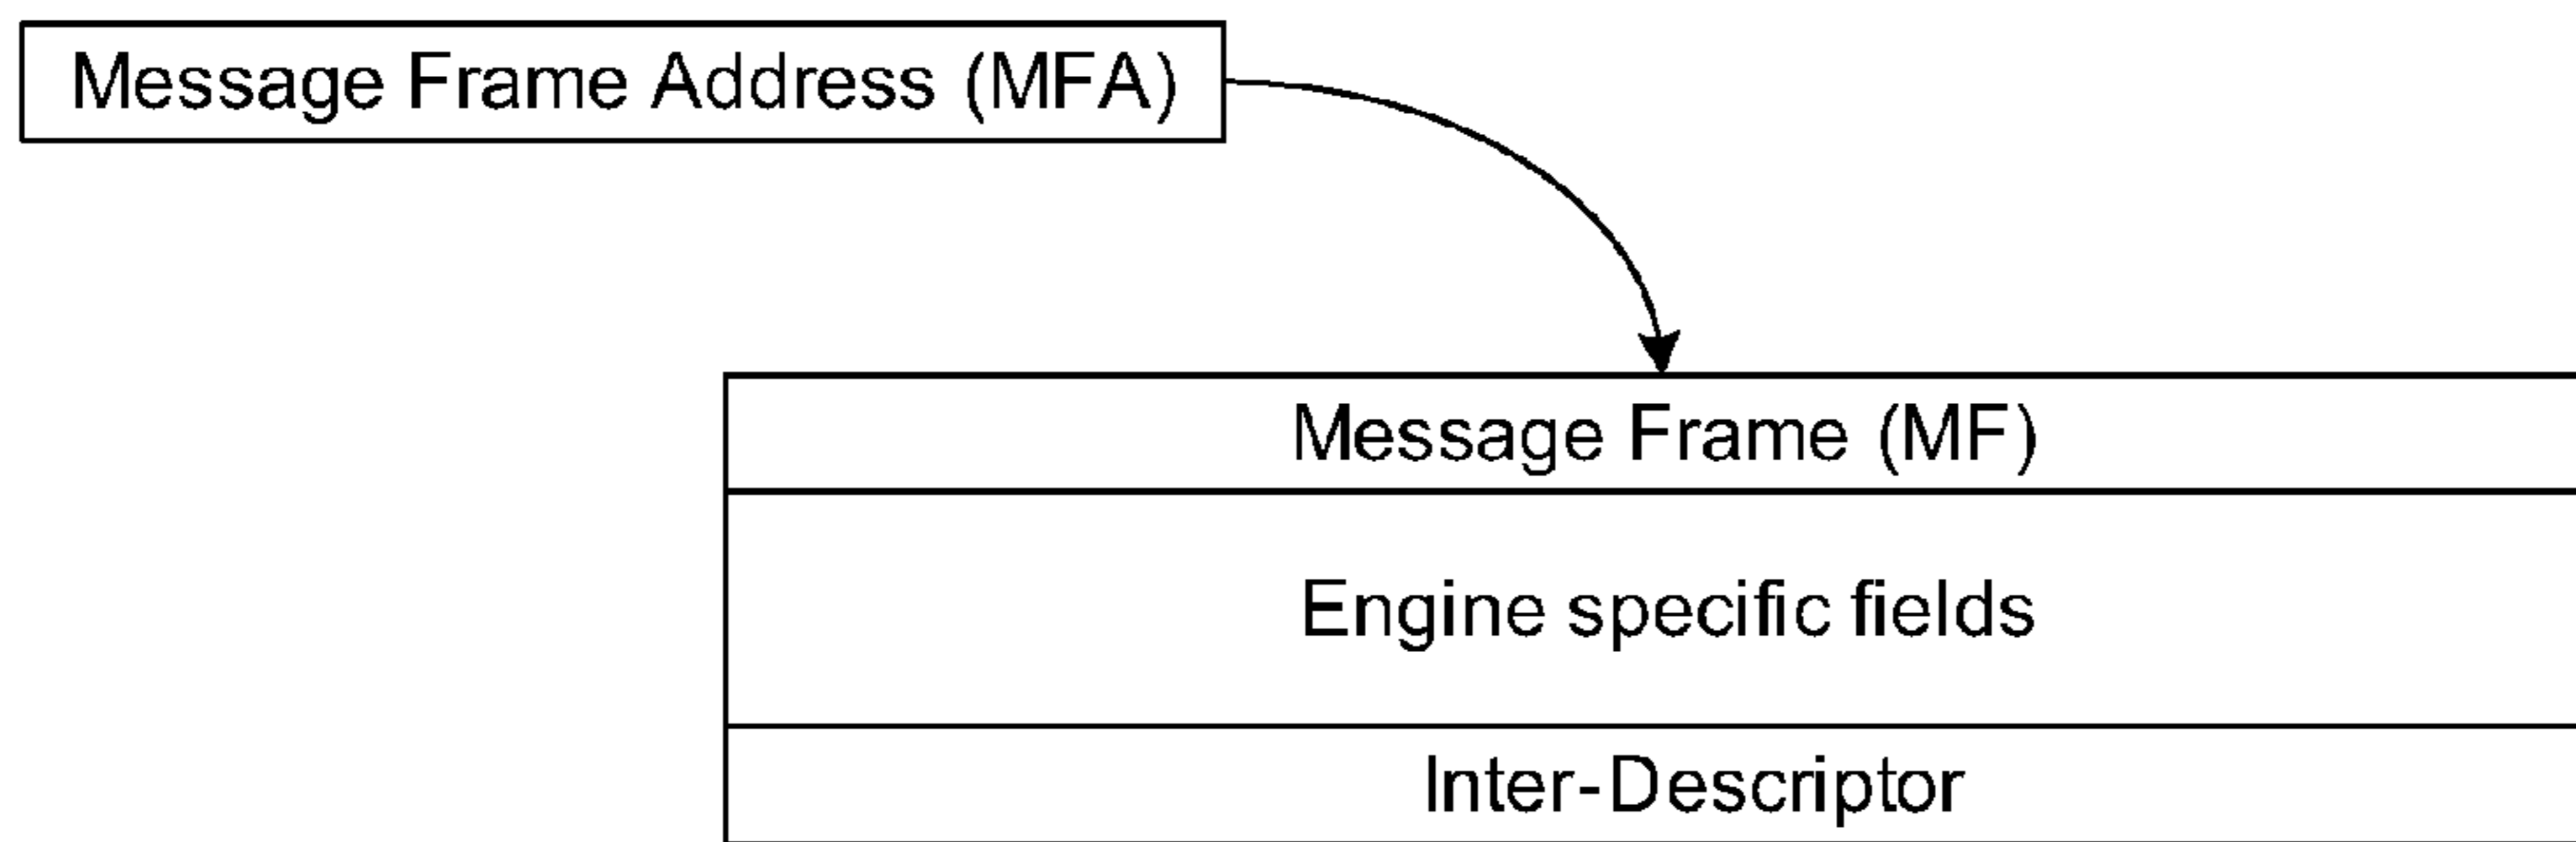 Message Frame Address (MFA)
Message Frame (MF)
Engine specific fields
Inter-Descriptor